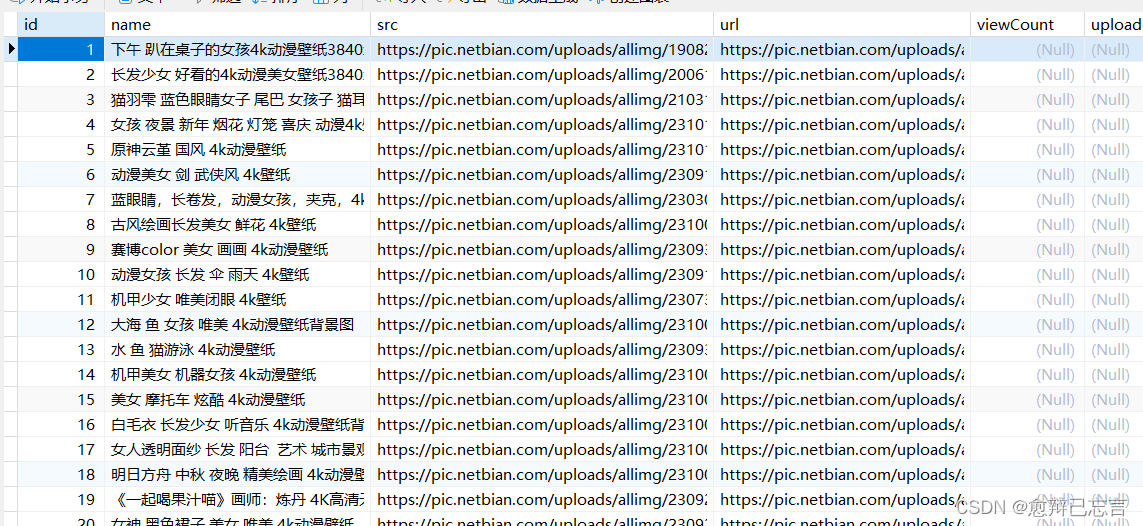 id name src url viewCount upload
1 下午 趴在桌子的女孩4k动漫壁纸3840 https://pic.netbian.com/uploads/allimg/1908 https://pic.netbian.com/uploads/a (Null) (Null)
2 长发少女 好看的4k动漫美女壁纸3840 https://pic.netbian.com/uploads/allimg/2006 https://pic.netbian.com/uploads/a (Null) (Null)
3 猫羽雫 蓝色眼睛女子 尾巴 女孩子 猫耳 https://pic.netbian.com/uploads/allimg/2103 https://pic.netbian.com/uploads/a (Null) (Null)
4 女孩 夜景 新年 烟花 灯笼 喜庆 动漫4k https://pic.netbian.com/uploads/allimg/2310 https://pic.netbian.com/uploads/a (Null) (Null)
5 原神云堇 国风 4k动漫壁纸 https://pic.netbian.com/uploads/allimg/2310 https://pic.netbian.com/uploads/a (Null) (Null)
6 动漫美女 剑 武侠风 4k壁纸 https://pic.netbian.com/uploads/allimg/2309 https://pic.netbian.com/uploads/a (Null) (Null)
7 蓝眼睛，长卷发，动漫女孩，夹克，4k https://pic.netbian.com/uploads/allimg/2303 https://pic.netbian.com/uploads/a (Null) (Null)
8 古风绘画长发美女 鲜花 4k壁纸 https://pic.netbian.com/uploads/allimg/2310 https://pic.netbian.com/uploads/a (Null) (Null)
9 赛博color 美女 画画 4k动漫壁纸 https://pic.netbian.com/uploads/allimg/2309 https://pic.netbian.com/uploads/a (Null) (Null)
10 动漫女孩 长发 伞 雨天 4k壁纸 https://pic.netbian.com/uploads/allimg/2309 https://pic.netbian.com/uploads/a (Null) (Null)
11 机甲少女 唯美闭眼 4k壁纸 https://pic.netbian.com/uploads/allimg/2307 https://pic.netbian.com/uploads/a (Null) (Null)
12 大海 鱼 女孩 唯美 4k动漫壁纸背景图 https://pic.netbian.com/uploads/allimg/2310 https://pic.netbian.com/uploads/a (Null) (Null)
13 水 鱼 猫游泳 4k动漫壁纸 https://pic.netbian.com/uploads/allimg/2309 https://pic.netbian.com/uploads/a (Null) (Null)
14 机甲美女 机器女孩 4k动漫壁纸 https://pic.netbian.com/uploads/allimg/2310 https://pic.netbian.com/uploads/a (Null) (Null)
15 美女 摩托车 炫酷 4k动漫壁纸 https://pic.netbian.com/uploads/allimg/2310 https://pic.netbian.com/uploads/a (Null) (Null)
16 白毛衣 长发少女 听音乐 4k动漫壁纸背 https://pic.netbian.com/uploads/allimg/2310 https://pic.netbian.com/uploads/a (Null) (Null)
17 女人透明面纱 长发 阳台 艺术 城市景观 https://pic.netbian.com/uploads/allimg/2310 https://pic.netbian.com/uploads/a (Null) (Null)
18 明日方舟 中秋 夜晚 精美绘画 4k动漫壁 https://pic.netbian.com/uploads/allimg/2310 https://pic.netbian.com/uploads/a (Null) (Null)
19 《一起喝果汁喵》画师：炼丹 4K高清 https://pic.netbian.com/uploads/allimg/2309 https://pic.netbian.com/uploads/a (Null) (Null)
20 女神 黑色裙子 美女 唯美 4k动漫壁纸 https://pic.netbian.com/uploads/allimg/2310 https://pic.netbian.com/uploads/a
CSDN @愈辩已忘言